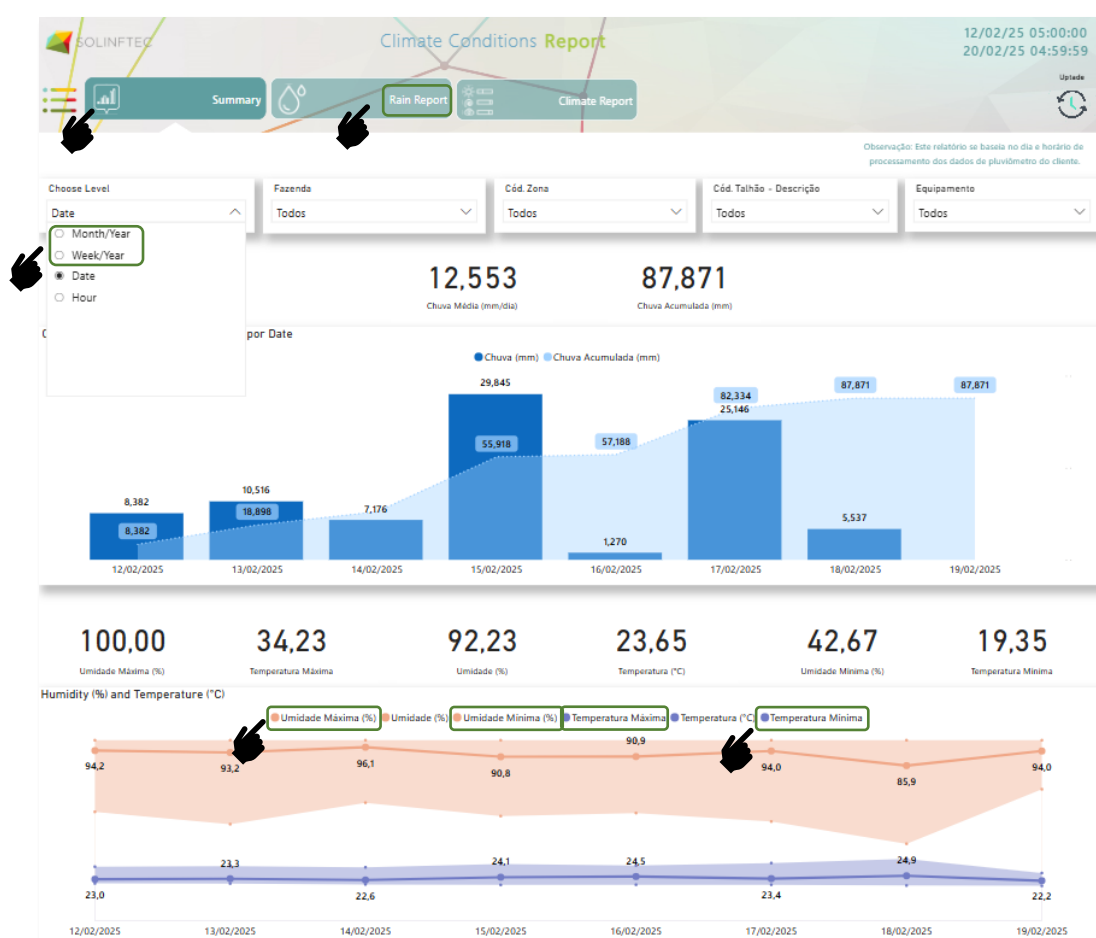 SOLINFTEC
Climate Conditions Report
12/02/25 05:00:00
20/02/25 04:59:59
Uptade
Summary
Rain Report
Climate Report
Observação: Este relatório se baseia no dia e horário de
processamento dos dados de pluviômetro do cliente.
Choose Level
Fazenda
Cód. Zona
Cód. Talhão - Descrição
Equipamento
Date
Todos
Todos
Todos
Todos
Month/Year
Week/Year
Date
Hour
12,553
87,871
Chuva Média (mm/dia)
Chuva Acumulada (mm)
por Date
Chuva (mm)
Chuva Acumulada (mm)
29,845
82,334
87,871
87,871
25,146
55,918
57,188
8,382
10,516
18,898
7,176
8,382
1,270
5,537
12/02/2025
13/02/2025
14/02/2025
15/02/2025
16/02/2025
17/02/2025
18/02/2025
19/02/2025
100,00
34,23
92,23
23,65
42,67
19,35
Umidade Máxima (%)
Temperatura Máxima
Umidade (%)
Temperatura (°C)
Umidade Minima (%)
Temperatura Minima
Humidity (%) and Temperature (°C)
Umidade Máxima (%)
Umidade (%)
Umidade Minima (%)
Temperatura Máxima
Temperatura (°C)
Temperatura Minima
94,2
93,2
96,1
90,8
90,9
94,0
85,9
94,0
23,0
23,3
22,6
24,1
24,5
23,4
24,9
22,2
12/02/2025
13/02/2025
14/02/2025
15/02/2025
16/02/2025
17/02/2025
18/02/2025
19/02/2025